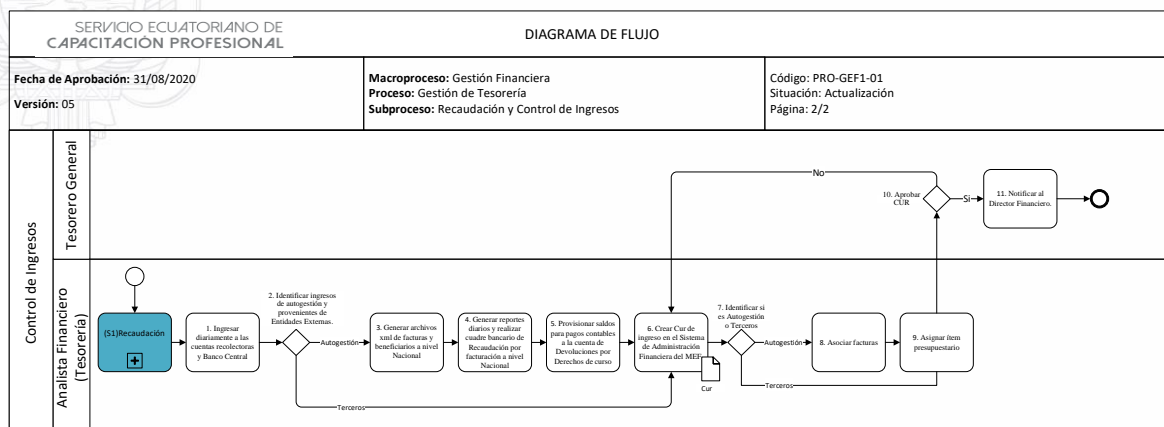 SERVICIO ECUATORIANO DE
CAPACITACIÓN PROFESIONAL
DIAGRAMA DE FLUJO
Fecha de Aprobación: 31/08/2020
Versión: 05
Macroproceso: Gestión Financiera
Proceso: Gestión de Tesorería
Subproceso: Recaudación y Control de Ingresos
Código: PRO-GEF1-01
Situación: Actualización
Página: 2/2
Control de Ingresos
Tesorero General
No
10. Aprobar
CUR
Si
11. Notificar al
Director Financiero.
Analista Financiero
(Tesorería)
(S1)Recaudación
1. Ingresar
diariamente a las
cuentas recolectoras
y Banco Central
2. Identificar ingresos
de autogestión y
provenientes de
Entidades Externas.
Autogestión
Terceros
3. Generar archivos
xml de facturas y
beneficiarios a nivel
Nacional
4. Generar reportes
diarios y realizar
cuadre bancario de
Recaudación por
facturación a nivel
Nacional
5. Provisionar saldos
para pagos contables
a la cuenta de
Devoluciones por
Derechos de curso
6. Crear Cur de
ingreso en el Sistema
de Administración
Financiera del MEF
Cur
7. Identificar si
es Autogestión
o Terceros
Autogestión
Terceros
8. Asociar facturas
9. Asignar ítem
presupuestario